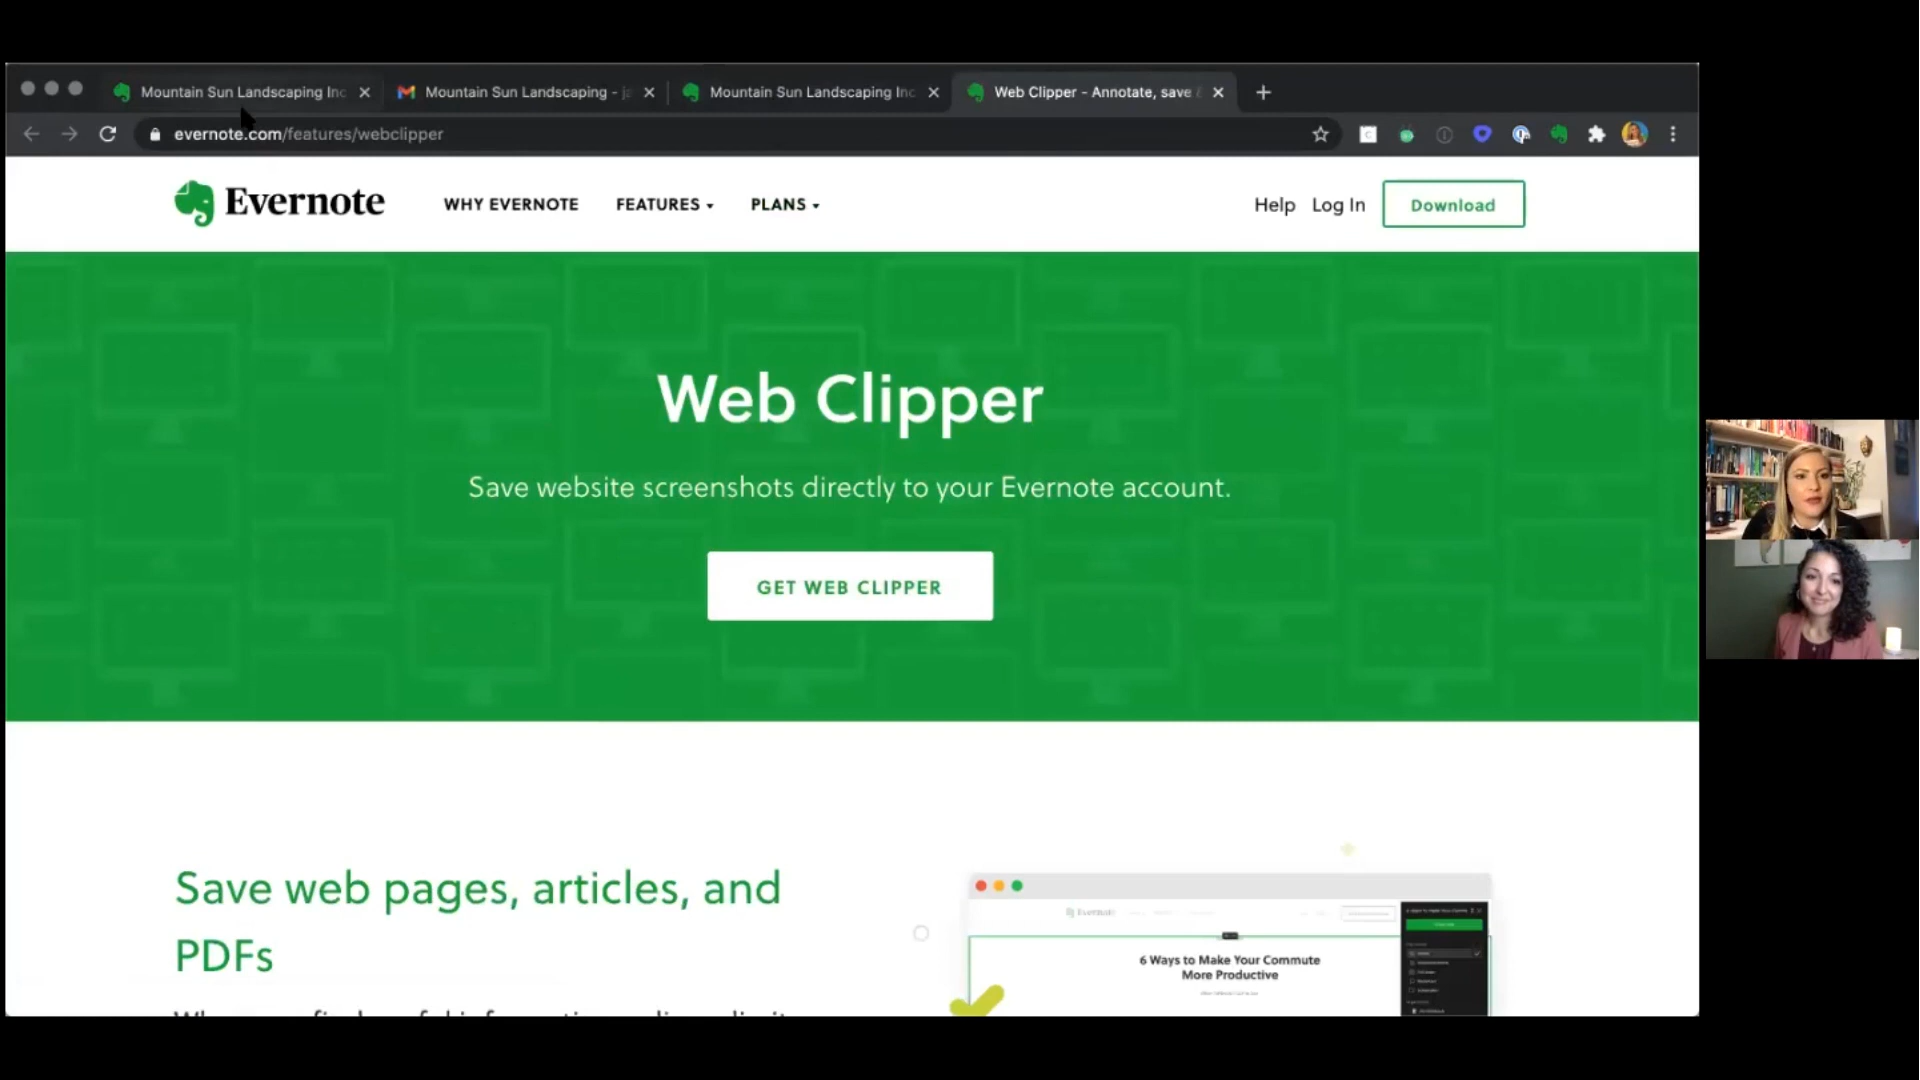 Mountain Sun Landscaping Inc
Mountain Sun Landscaping - ja
Mountain Sun Landscaping Inc
Web Clipper - Annotate, save &
evernote.com/features/webclipper
Evernote
WHY EVERNOTE
FEATURES
PLANS
Help
Log In
Download
Web Clipper
Save website screenshots directly to your Evernote account.
GET WEB CLIPPER
Save web pages, articles, and
PDFs
Evernote
6 Ways to Make Your Commute
More Productive